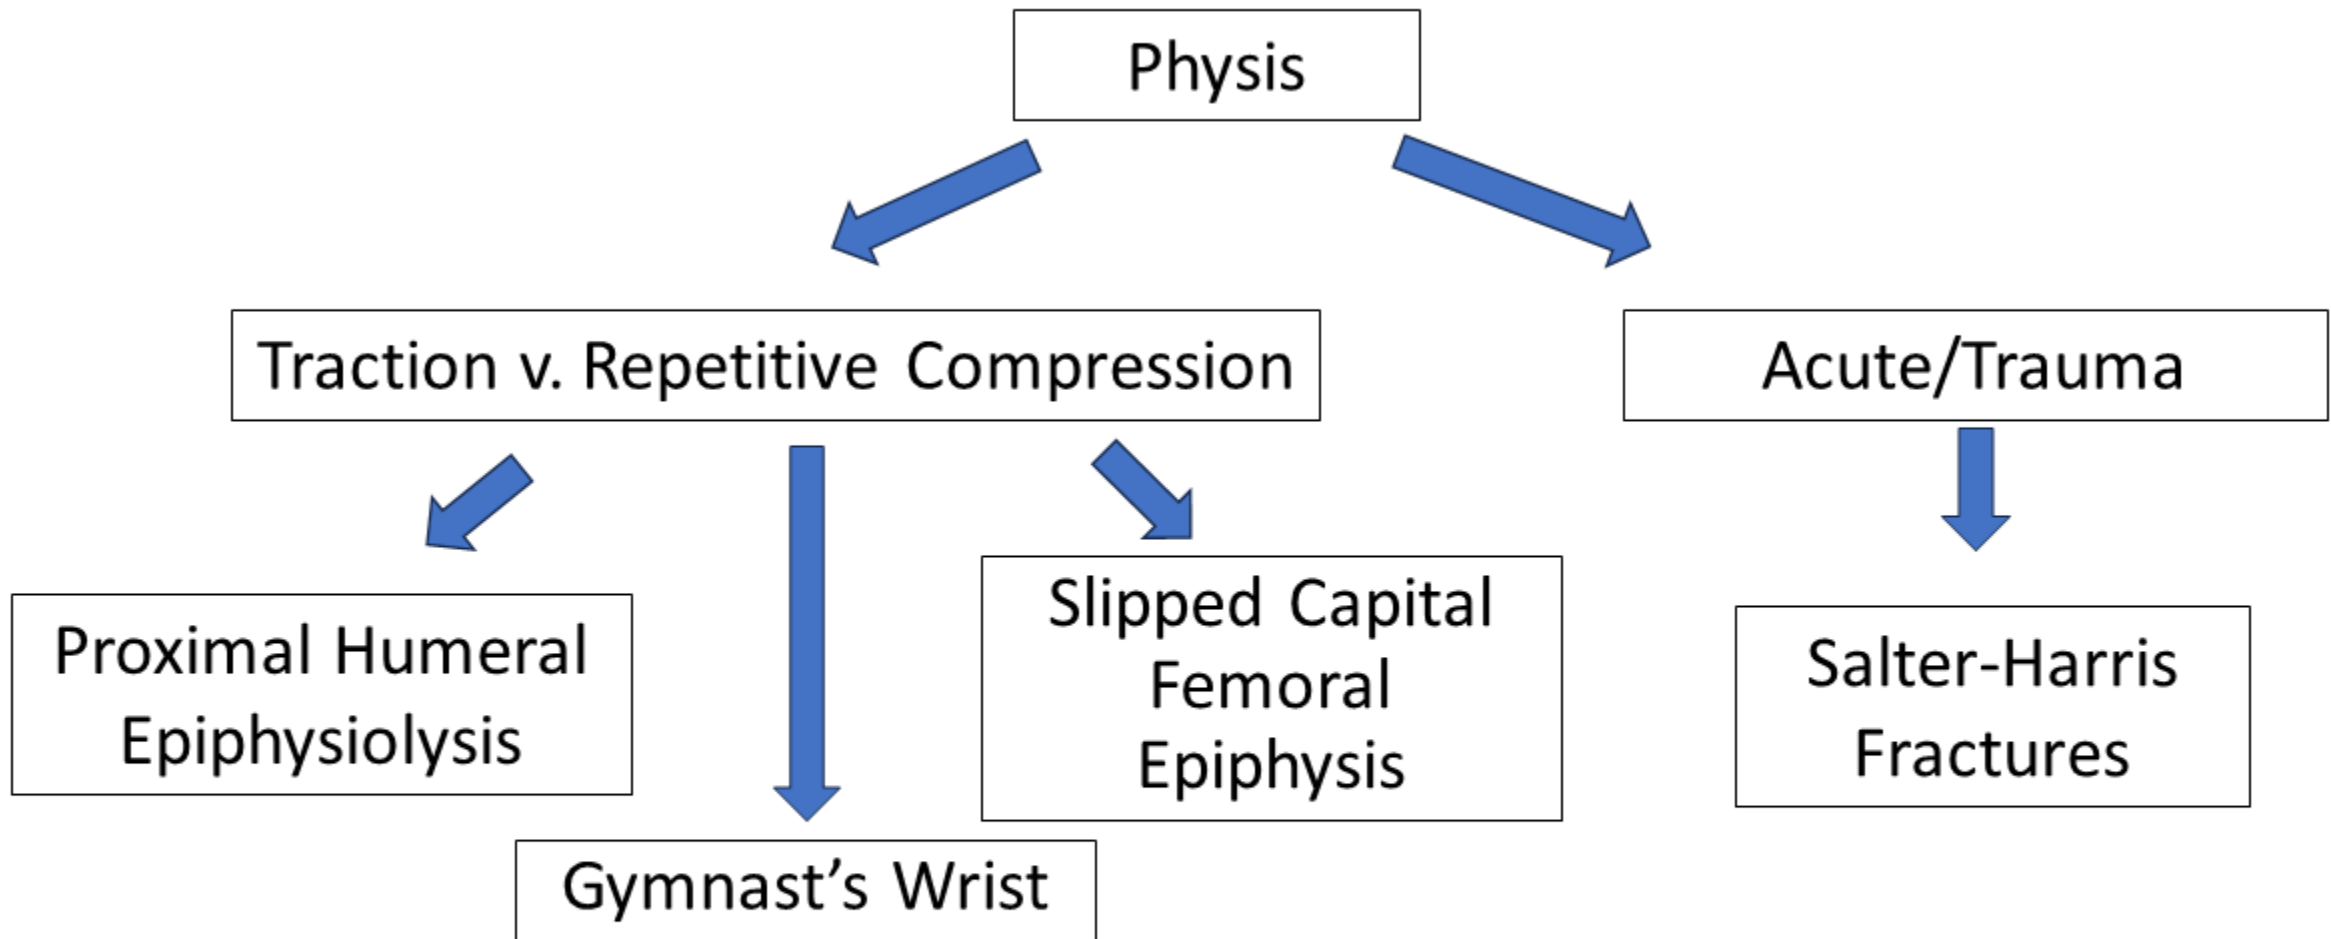 Physis
Traction v. Repetitive Compression
Acute/Trauma
Proximal Humeral
Epiphysiolysis
Gymnast’s Wrist
Slipped Capital
Femoral
Epiphysis
Salter-Harris
Fractures